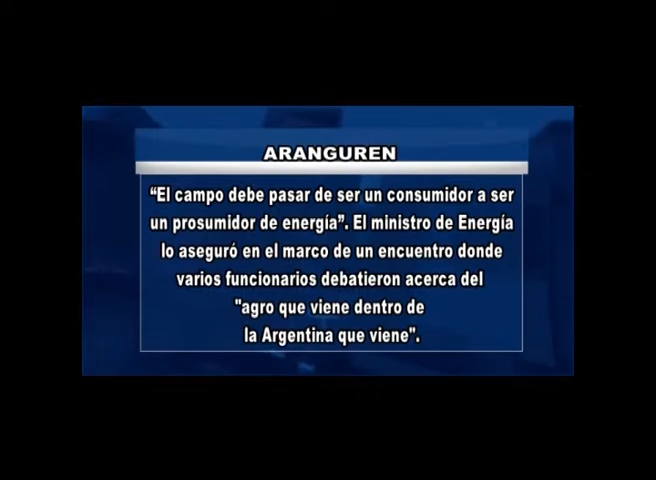 ARANGUREN
“El campo debe pasar de ser un consumidor a ser
un prosumidor de energía”. El ministro de Energía
lo aseguró en el marco de un encuentro donde
varios funcionarios debatieron acerca del
"agro que viene dentro de
la Argentina que viene".